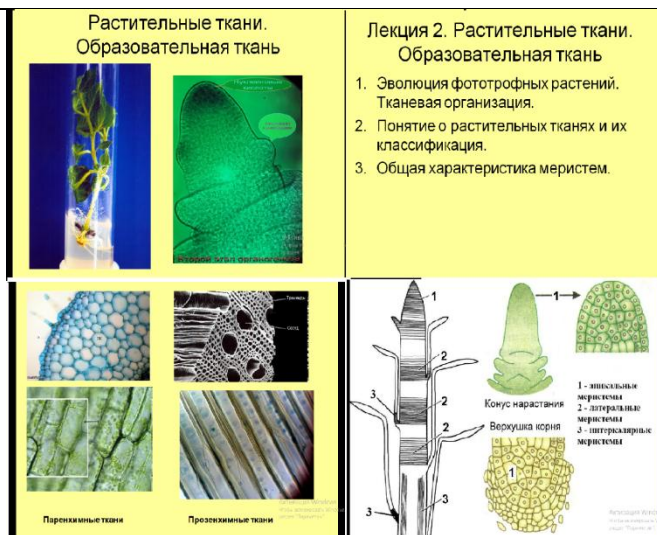 Растительные ткани.
Образовательная ткань
Лекция 2. Растительные ткани.
Образовательная ткань
1. Эволюция фототрофных растений.
Тканевая организация.
2. Понятие о растительных тканях и их
классификация.
3. Общая характеристика меристем.
Паренхимные ткани
Прозенхимные ткани
1
2
3
2
2
3
3
1
Конус нарастания
Верхушка корня
1
1 - апикальные
меристемы
2 - латеральные
меристемы
3 - интеркалярные
меристемы